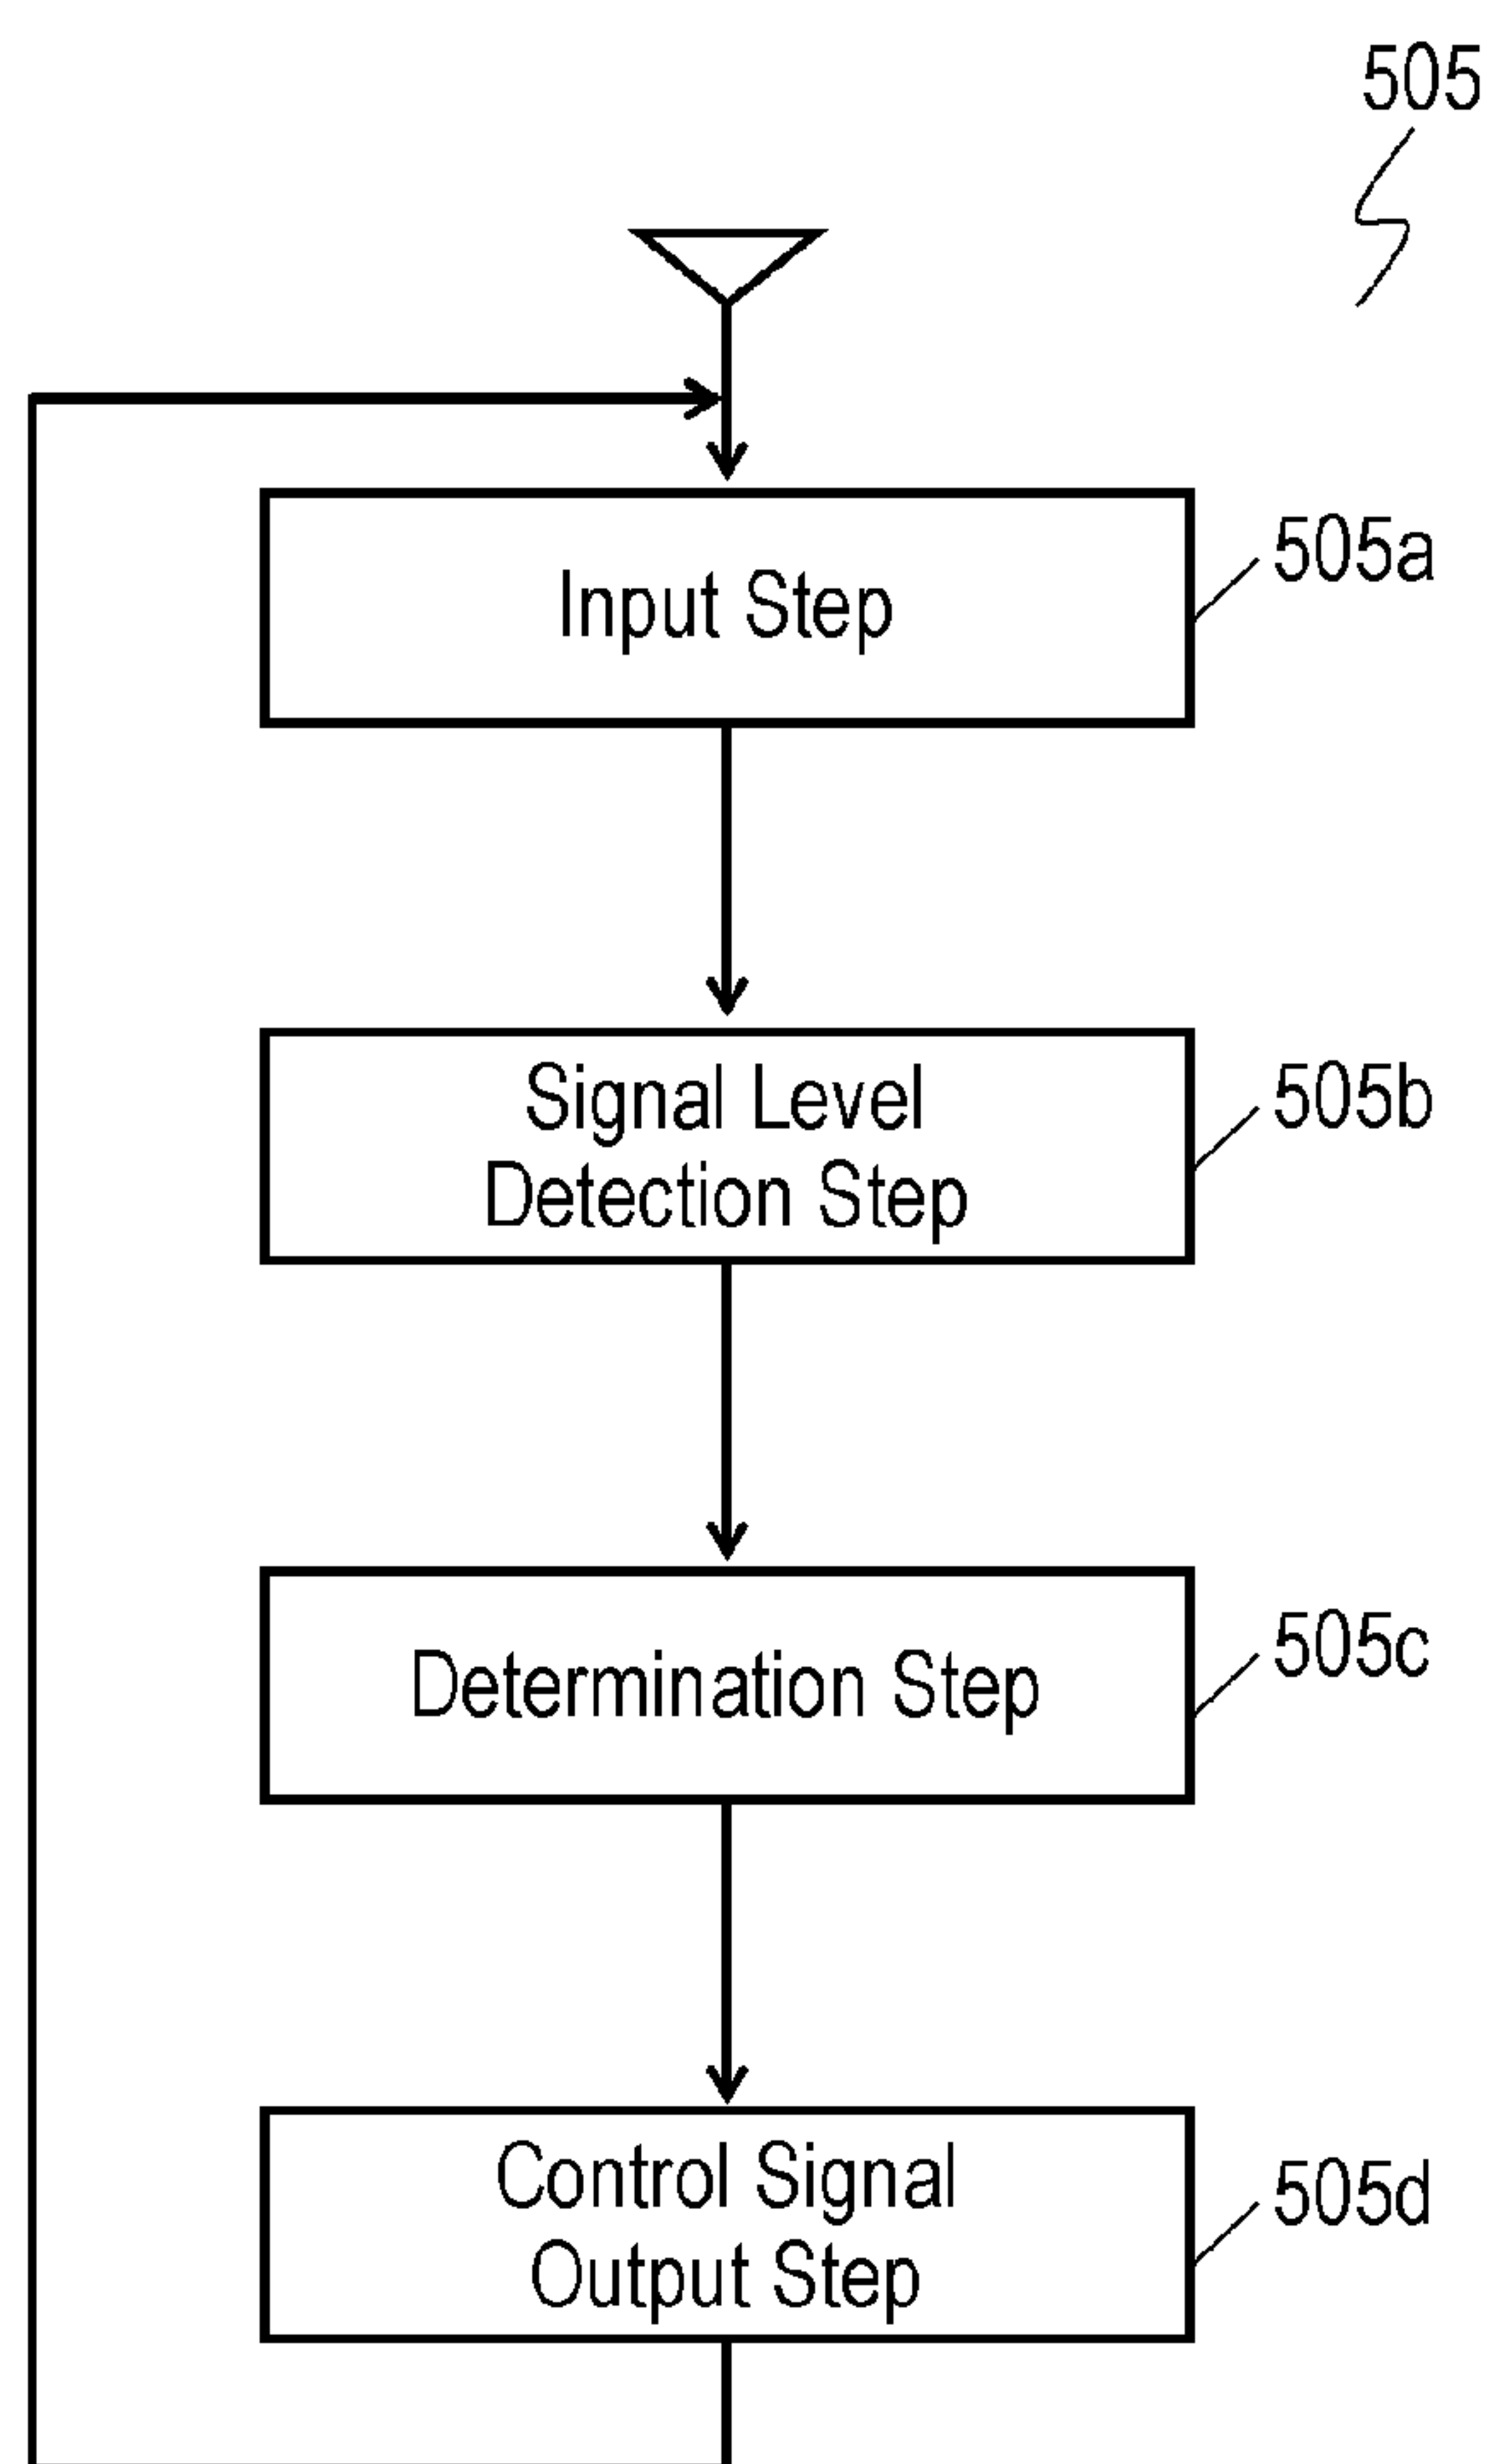 505
Input Step
505a
Signal Level
Detection Step
505b
Determination Step
505c
Control Signal
Output Step
505d